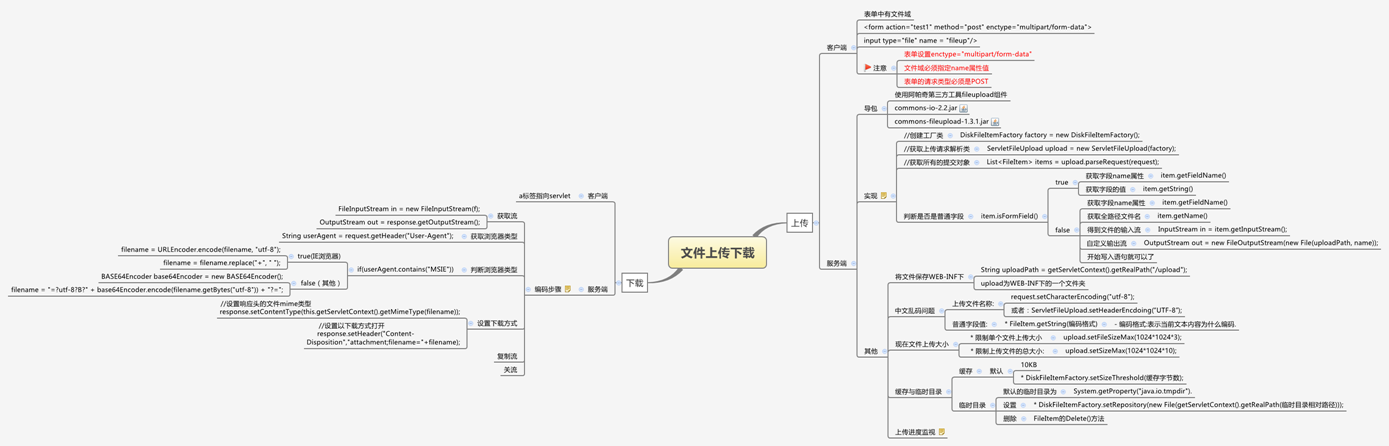 文件上传下载
上传
客户端
表单中有文件域
<form action="test1" method="post" enctype="multipart/form-data">
input type="file" name = "fileup"/>
注意
表单设置enctype="multipart/form-data"
文件域必须指定name属性值
表单的请求类型必须是POST
服务端
导包
使用阿帕奇第三方工具fileupload组件
commons-io-2.2.jar
commons-fileupload-1.3.1.jar
实现
//创建工厂类 DiskFileItemFactory factory = new DiskFileItemFactory();
//获取上传请求解析类 ServletFileUpload upload = new ServletFileUpload(factory);
//获取所有的提交对象 List<FileItem> items = upload.parseRequest(request);
判断是否是普通字段 item.isFormField()
true
获取字段name属性 item.getFieldName()
获取字段的值 item.getString()
false
获取字段name属性 item.getFieldName()
获取全路径文件名 item.getName()
得到文件的输入流 InputStream in = item.getInputStream();
自定义输出流 OutputStream out = new FileOutputStream(new File(uploadPath, name));
开始写入语句就可以了
其他
将文件保存WEB-INF下
String uploadPath = getServletContext().getRealPath("/upload");
upload为WEB-INF下的一个文件夹
中文乱码问题
上传文件名称:
request.setCharacterEncoding("utf-8");
或者：ServletFileUpload.setHeaderEncdoing("UTF-8");
普通字段值: * FileItem.getString(编码格式) - 编码格式:表示当前文本内容为什么编码.
现在文件上传大小
* 限制单个文件上传大小 upload.setFileSizeMax(1024*1024*3);
* 限制上传文件的总大小: upload.setSizeMax(1024*1024*10);
缓存与临时目录
缓存 默认
10KB
* DiskFileItemFactory.setSizeThreshold(缓存字节数);
临时目录
默认的临时目录为 System.getProperty("java.io.tmpdir").
设置 * DiskFileItemFactory.setRepository(new File(getServletContext().getRealPath(临时目录相对路径)));
删除 FileItem的Delete()方法
上传进度监视
下载
客户端
a标签指向servlet
服务端
编码步骤
获取流
FileInputStream in = new FileInputStream(f);
OutputStream out = response.getOutputStream();
获取浏览器类型
String userAgent = request.getHeader("User-Agent");
判断浏览器类型
if(userAgent.contains("MSIE"))
true(IE浏览器)
filename = URLEncoder.encode(filename, "utf-8");
filename = filename.replace("+", " ");
false（其他）
BASE64Encoder base64Encoder = new BASE64Encoder();
filename = "=?utf-8?B?" + base64Encoder.encode(filename.getBytes("utf-8")) + "?=";
设置下载方式
//设置响应头的文件mime类型
response.setContentType(this.getServletContext().getMimeType(filename));
//设置以下载方式打开
response.setHeader("Content-
Disposition","attachment;filename="+filename);
复制流
关流